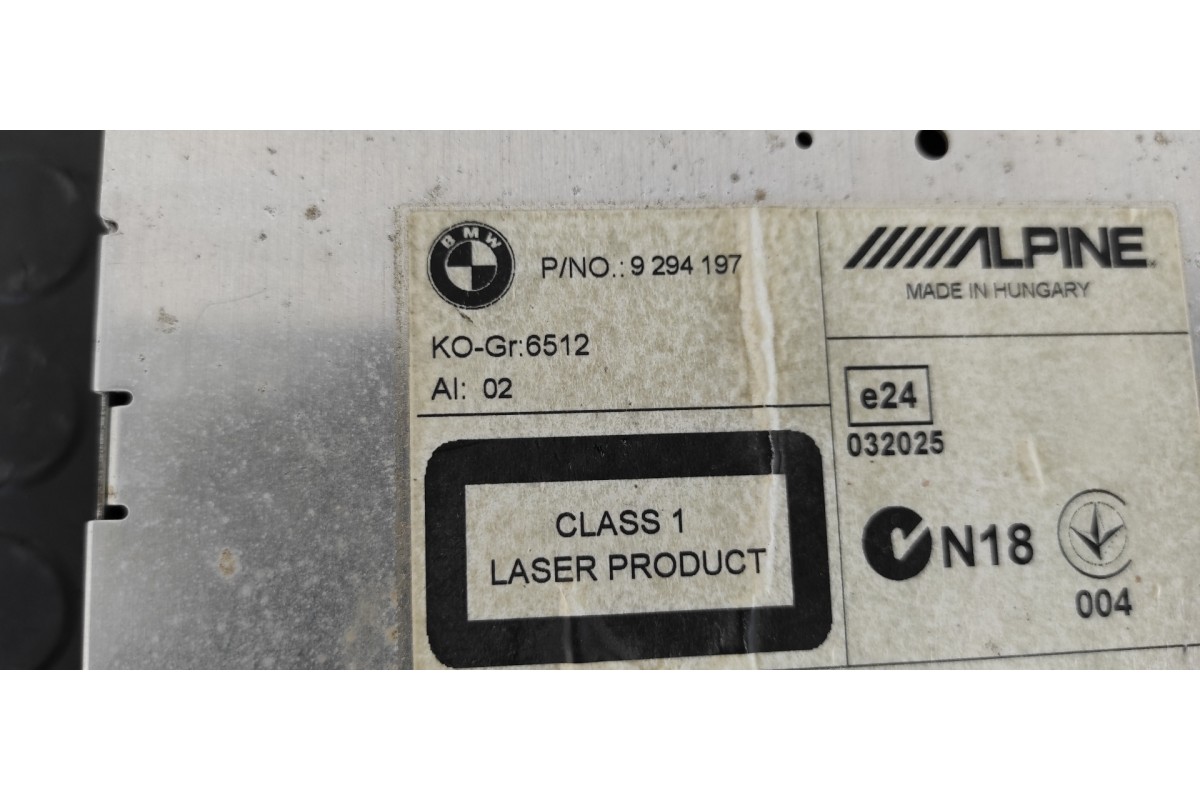 BMW
P/NO.: 9 294 197
KO-Gr:6512
AI: 02
CLASS 1
LASER PRODUCT
ALPINE
MADE IN HUNGARY
e24
032025
N18
004